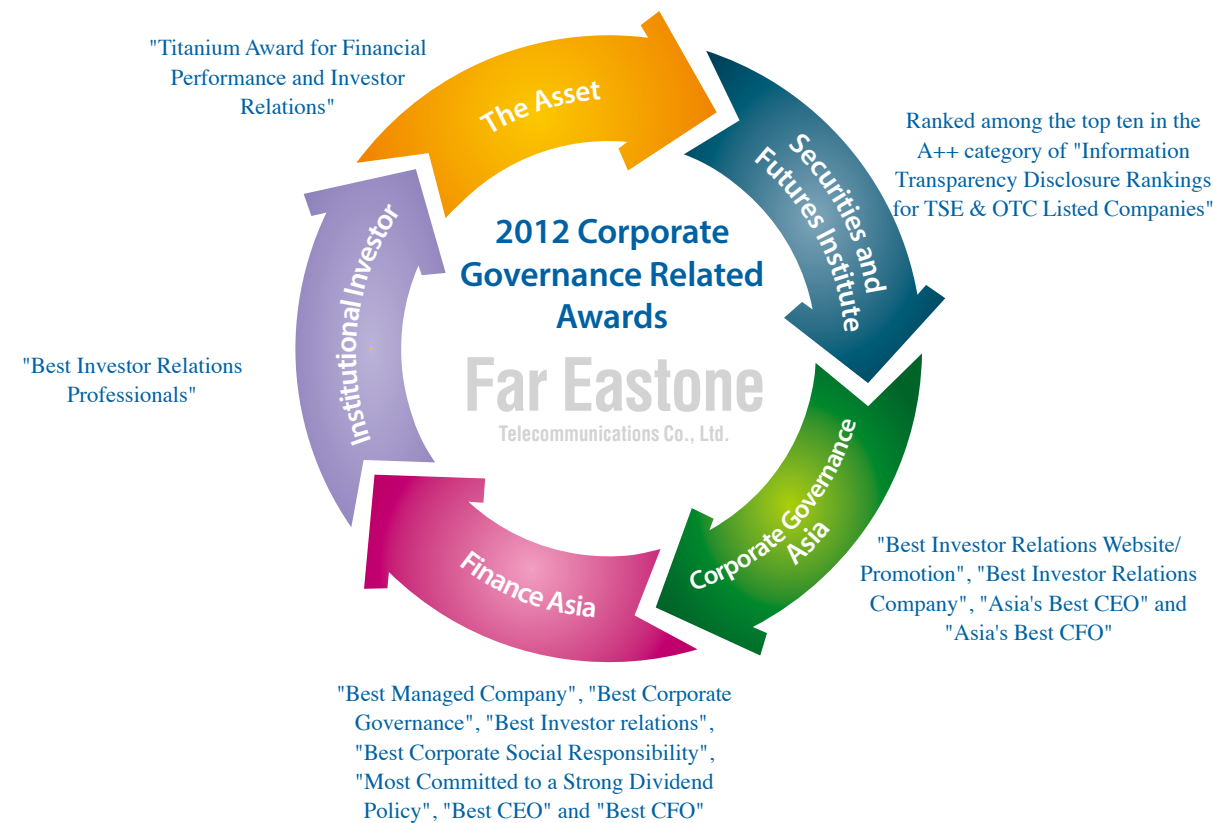 "Titanium Award for Financial
Performance and Investor
Relations"
The Asset
Securities and
Futures Institute
Ranked among the top ten in the
A++ category of "Information
Transparency Disclosure Rankings
for TSE & OTC Listed Companies"
2012 Corporate
Governance Related
Awards
Far Eastone
Telecommunications Co., Ltd.
Institutional Investor
"Best Investor Relations
Professionals"
Corporate Governance
Asia
"Best Investor Relations Website/
Promotion", "Best Investor Relations
Company", "Asia's Best CEO" and
"Asia's Best CFO"
Finance Asia
"Best Managed Company", "Best Corporate
Governance", "Best Investor relations",
"Best Corporate Social Responsibility",
"Most Committed to a Strong Dividend
Policy", "Best CEO" and "Best CFO"